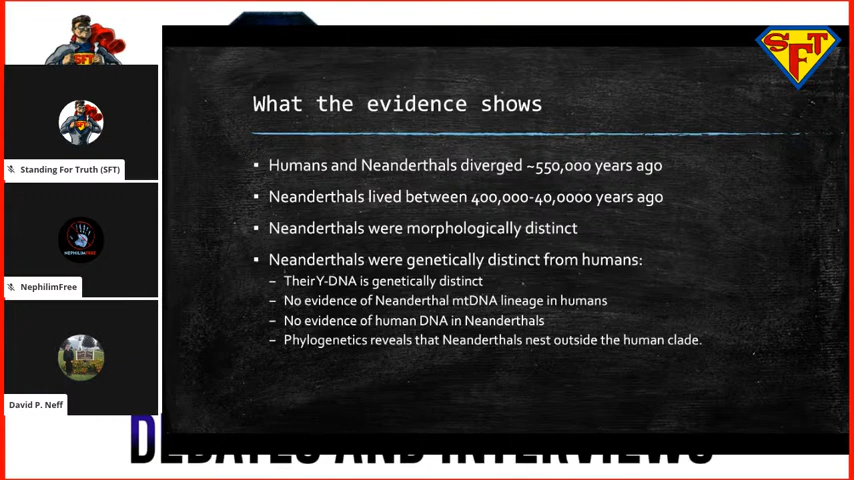 SFT
SFT
What the evidence shows
▪ Humans and Neanderthals diverged ~550,000 years ago
▪ Neanderthals lived between 400,000-40,0000 years ago
▪ Neanderthals were morphologically distinct
▪ Neanderthals were genetically distinct from humans:
– Their Y-DNA is genetically distinct
– No evidence of Neanderthal mtDNA lineage in humans
– No evidence of human DNA in Neanderthals
– Phylogenetics reveals that Neanderthals nest outside the human clade.
Standing For Truth (SFT)
NEPHILIMFREE
NephilimFree
David P. Neff
DEBATES AND INTERVIEWS